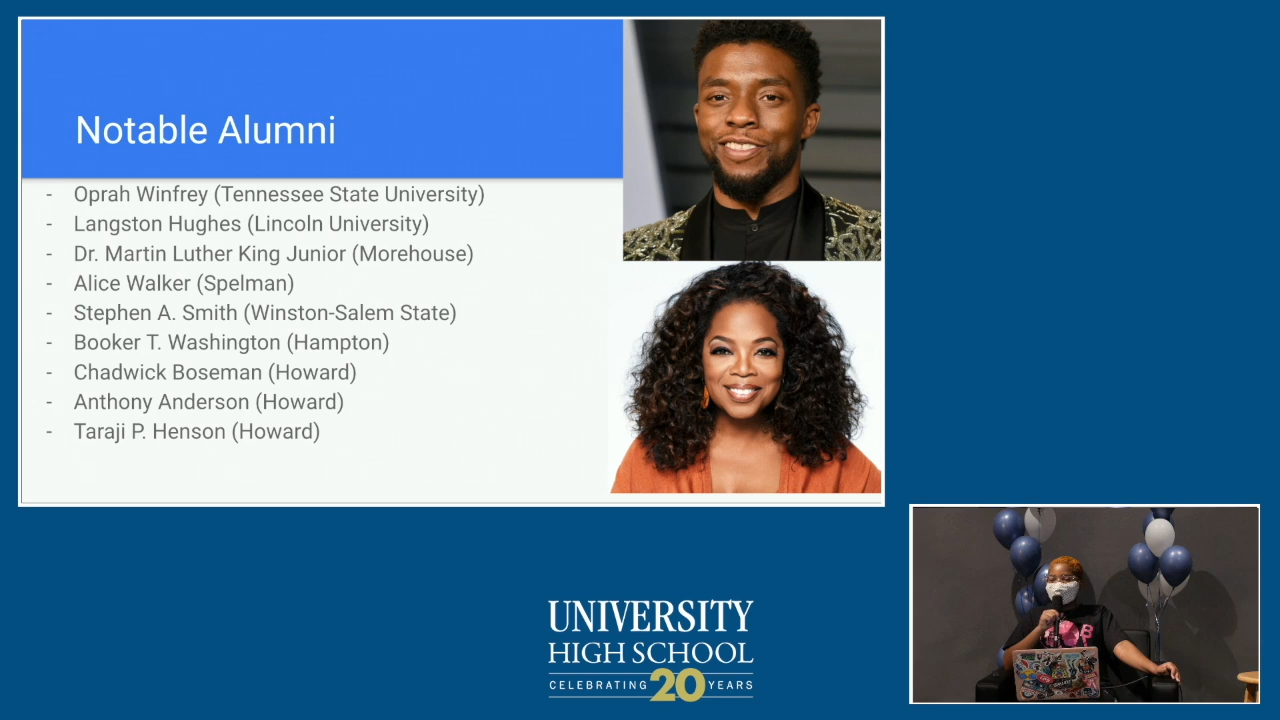 Notable Alumni
- Oprah Winfrey (Tennessee State University)
- Langston Hughes (Lincoln University)
- Dr. Martin Luther King Junior (Morehouse)
- Alice Walker (Spelman)
- Stephen A. Smith (Winston-Salem State)
- Booker T. Washington (Hampton)
- Chadwick Boseman (Howard)
- Anthony Anderson (Howard)
- Taraji P. Henson (Howard)
UNIVERSITY
HIGH SCHOOL
CELEBRATING 20 YEARS